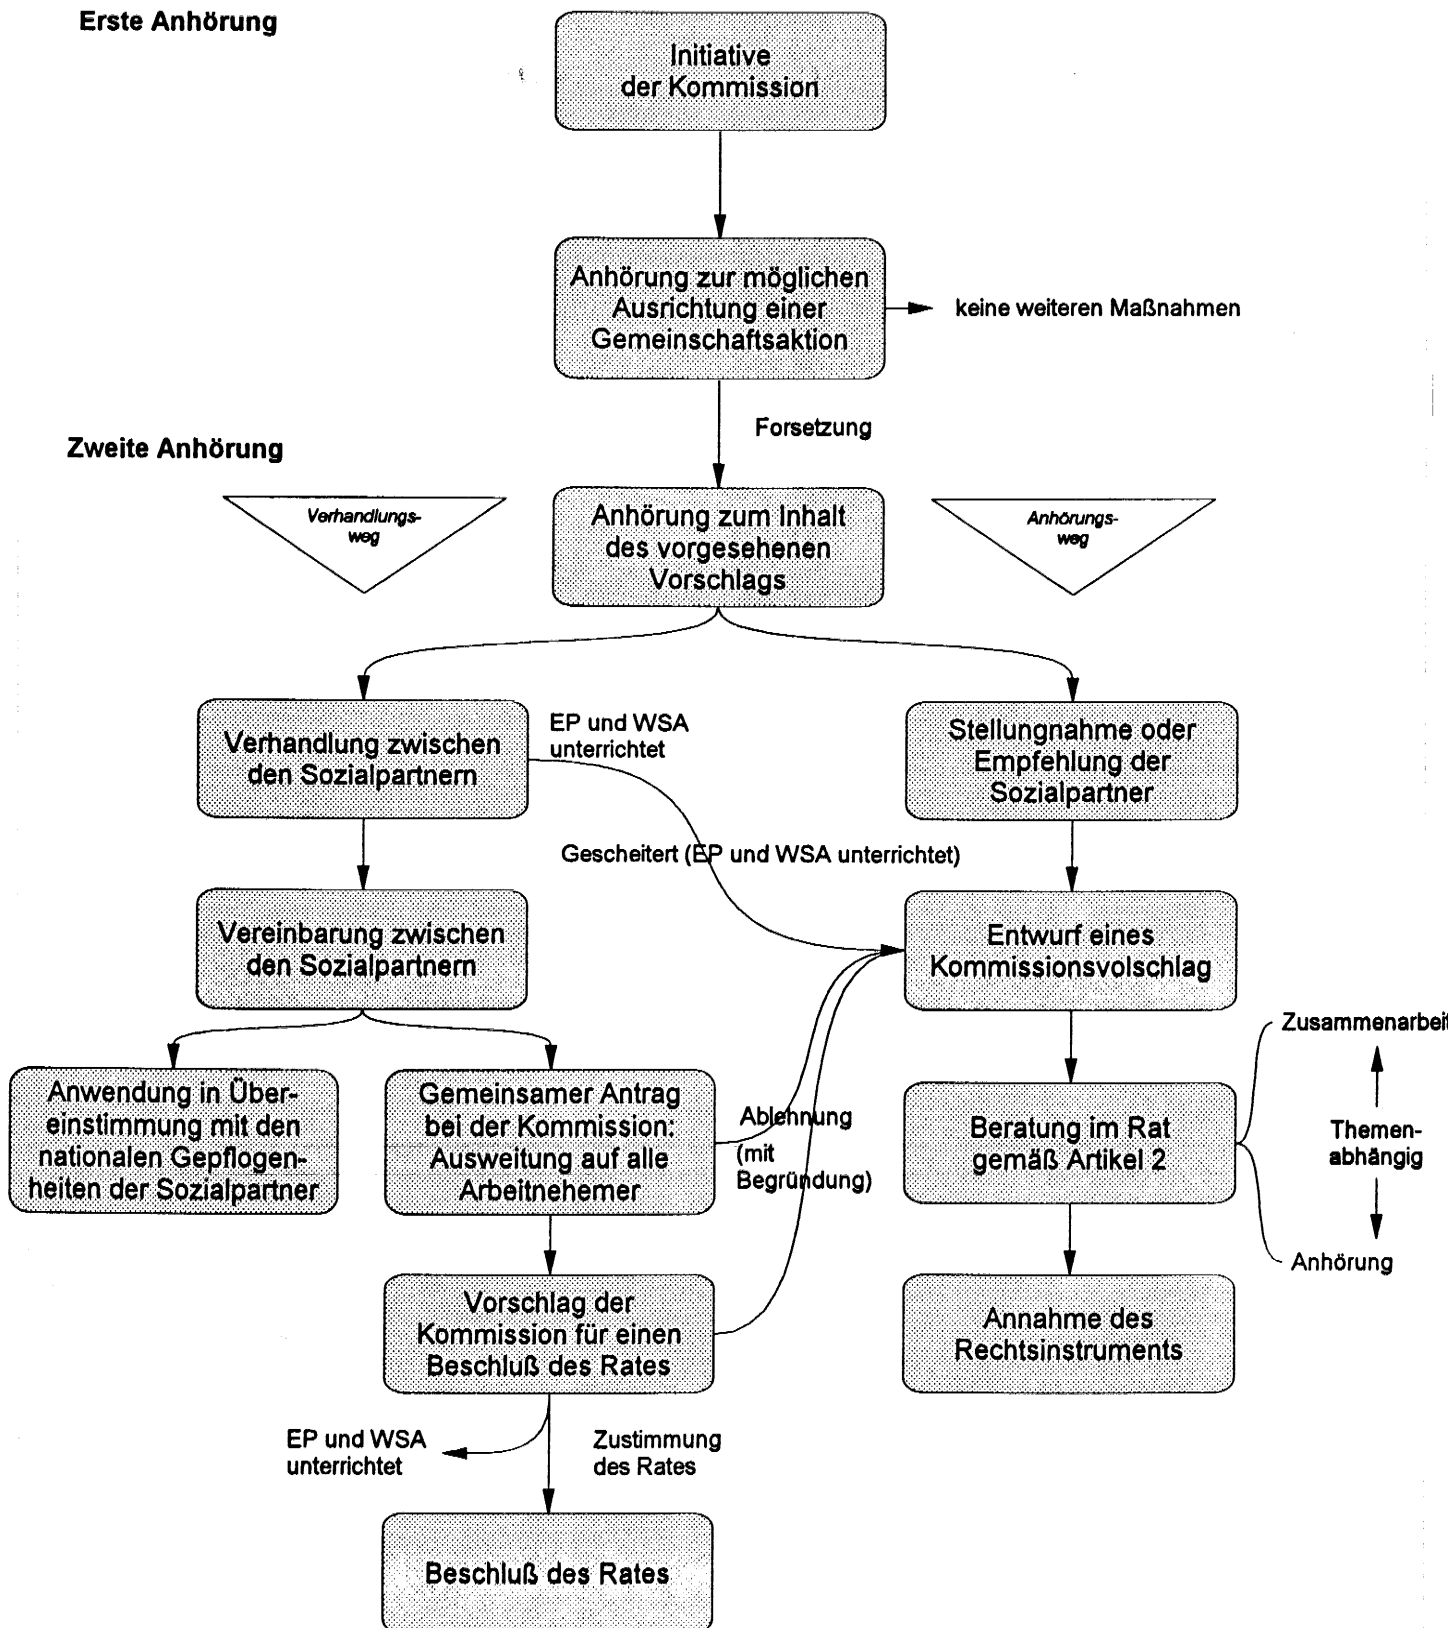 Erste Anhörung
Initiative
der Kommission
Anhörung zur möglichen
Ausrichtung einer
Gemeinschaftsaktion
keine weiteren Maßnahmen
Forsetzung
Zweite Anhörung
Verhandlungs-
weg
Anhörung zum Inhalt
des vorgesehenen
Vorschlags
Anhörungs-
weg
Verhandlung zwischen
den Sozialpartnern
EP und WSA
unterrichtet
Stellungnahme oder
Empfehlung der
Sozialpartner
Gescheitert (EP und WSA unterrichtet)
Vereinbarung zwischen
den Sozialpartnern
Entwurf eines
Kommissionsvolschlag
Zusammenarbeit
Anwendung in Über-
einstimmung mit den
nationalen Gepflogen-
heiten der Sozialpartner
Gemeinsamer Antrag
bei der Kommission:
Ausweitung auf alle
Arbeitnehemer
Ablehnung
(mit
Begründung)
Beratung im Rat
gemäß Artikel 2
Themen-
abhängig
Anhörung
Vorschlag der
Kommission für einen
Beschluß des Rates
Annahme des
Rechtsinstruments
EP und WSA
unterrichtet
Zustimmung
des Rates
Beschluß des Rates